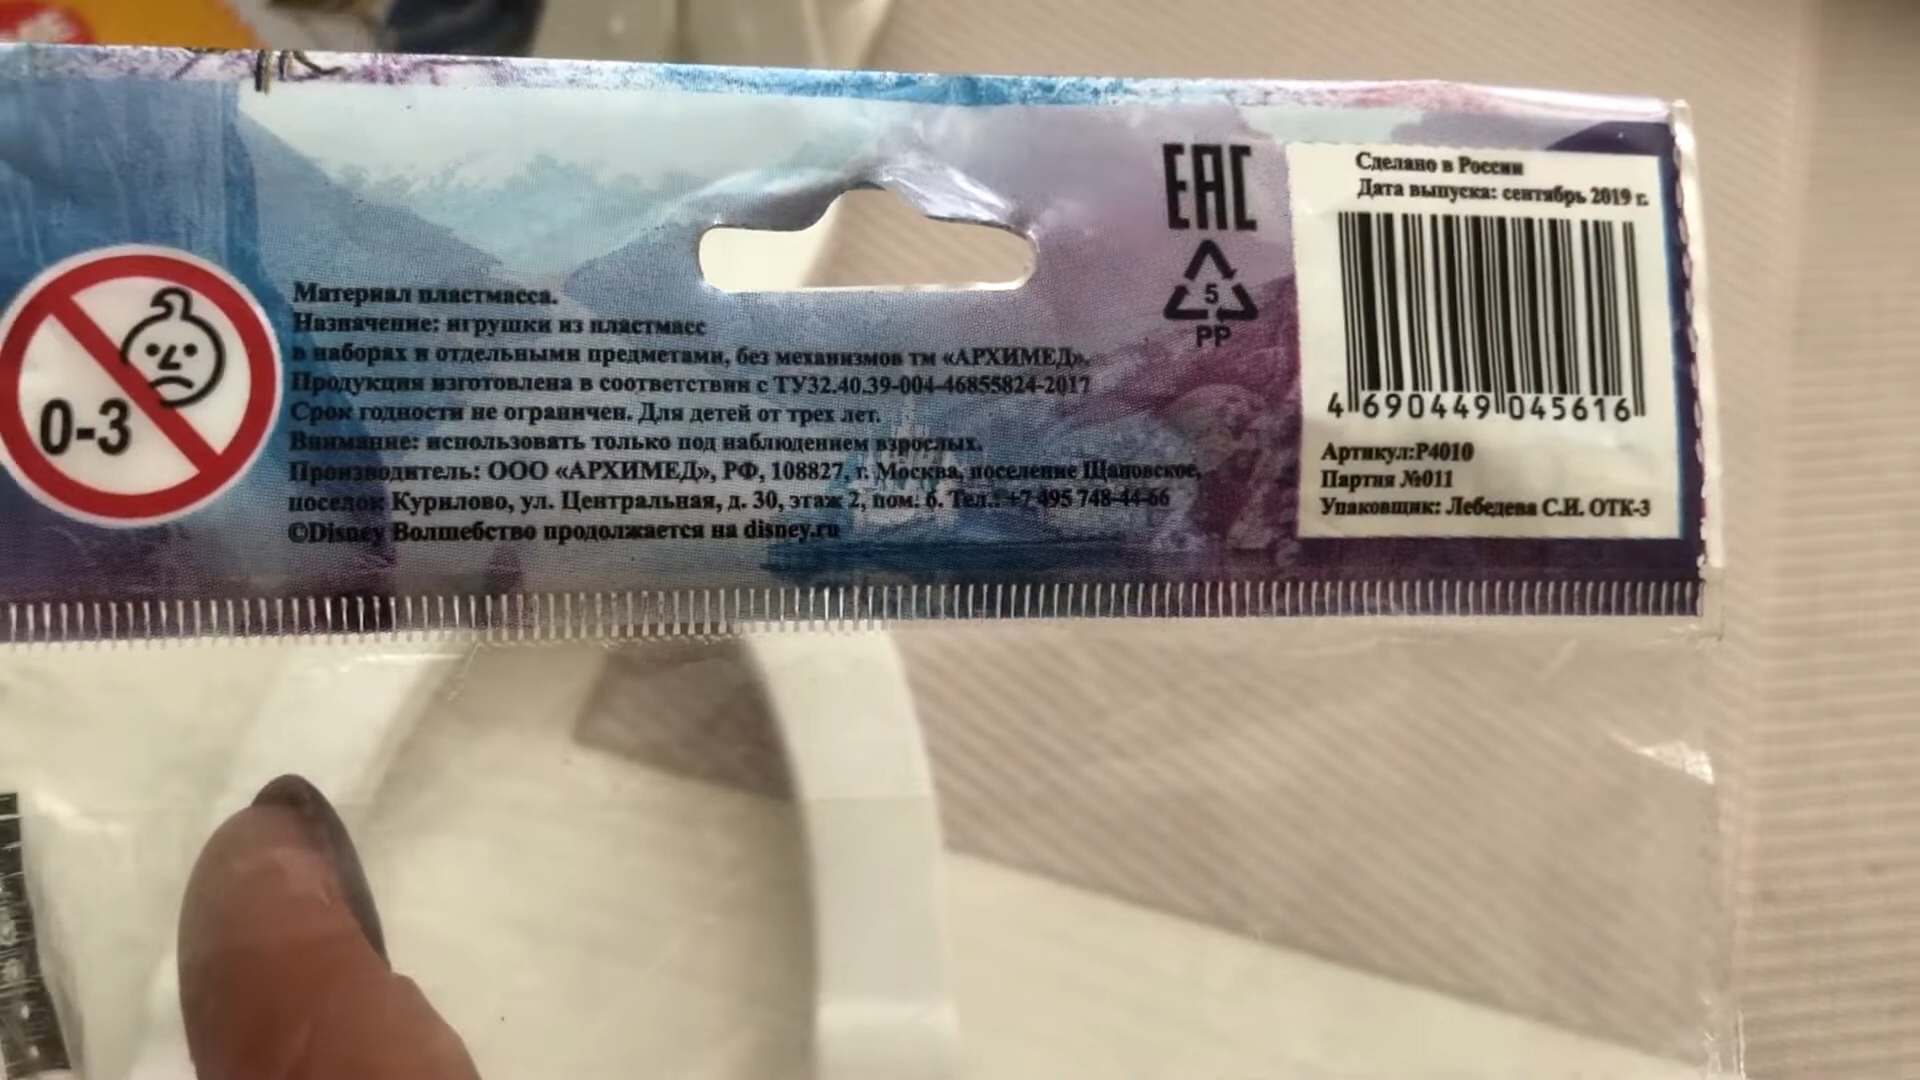 0-3
Материал пластмасса.
Назначение: игрушки из пластмасс
в наборах и отдельными предметами, без механизмов тм «АРХИМЕД».
Продукция изготовлена в соответствии с ТУ32.40.39-004-46855824-2017
Срок годности не ограничен. Для детей от трех лет.
Внимание: использовать только под наблюдением взрослых.
Производитель: ООО «АРХИМЕД», РФ, 108827, г. Москва, поселение Щаповское,
поселок Курилово, ул. Центральная, д. 30, этаж 2, пом. 6. Тел.: +7 495 748-44-66
©Disney Волшебство продолжается на disney.ru
EAC
5
PP
Сделано в России
Дата выпуска: сентябрь 2019 г.
4 690449 045616
Артикул:Р4010
Партия №011
Упаковщик: Лебедева С.И. ОТК-3